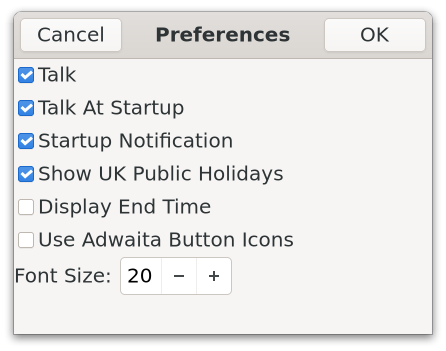 Cancel Preferences OK
Talk
Talk At Startup
Startup Notification
Show UK Public Holidays
Display End Time
Use Adwaita Button Icons
Font Size: 20 − +